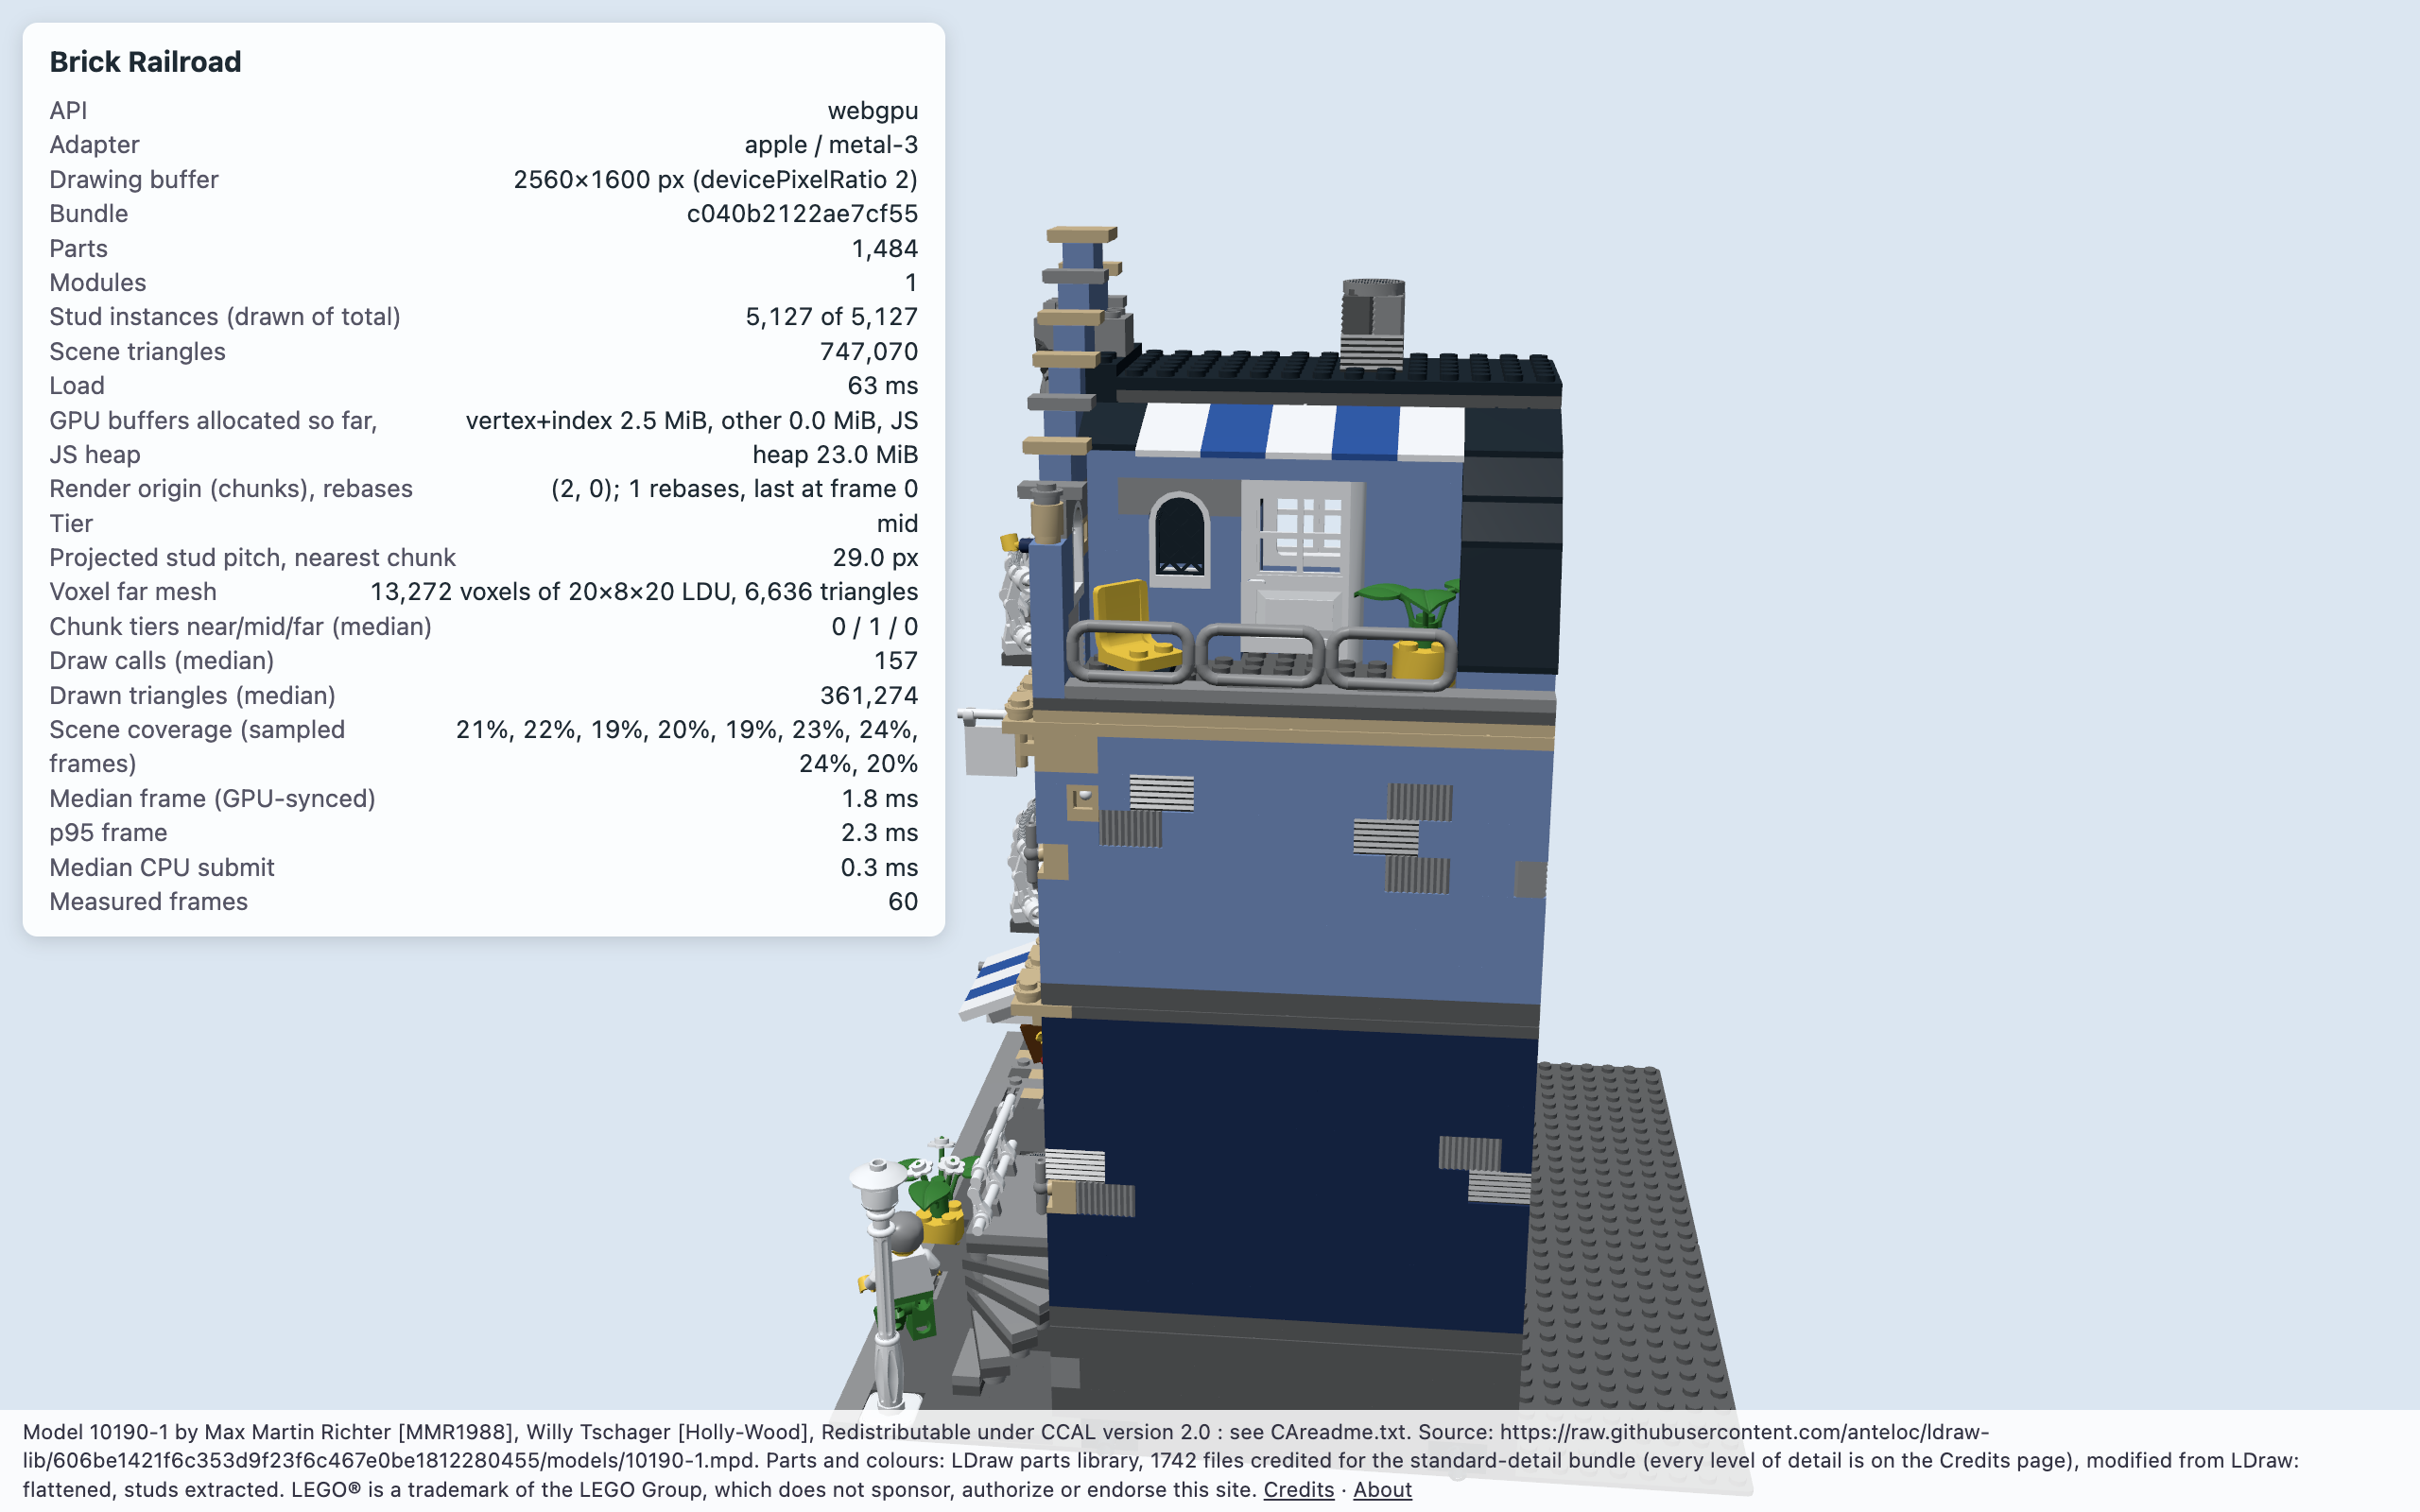 Brick Railroad
API webgpu
Adapter apple / metal-3
Drawing buffer 2560×1600 px (devicePixelRatio 2)
Bundle c040b2122ae7cf55
Parts 1,484
Modules 1
Stud instances (drawn of total) 5,127 of 5,127
Scene triangles 747,070
Load 63 ms
GPU buffers allocated so far, vertex+index 2.5 MiB, other 0.0 MiB, JS
JS heap heap 23.0 MiB
Render origin (chunks), rebases (2, 0); 1 rebases, last at frame 0
Tier mid
Projected stud pitch, nearest chunk 29.0 px
Voxel far mesh 13,272 voxels of 20×8×20 LDU, 6,636 triangles
Chunk tiers near/mid/far (median) 0 / 1 / 0
Draw calls (median) 157
Drawn triangles (median) 361,274
Scene coverage (sampled 21%, 22%, 19%, 20%, 19%, 23%, 24%,
frames) 24%, 20%
Median frame (GPU-synced) 1.8 ms
p95 frame 2.3 ms
Median CPU submit 0.3 ms
Measured frames 60
Model 10190-1 by Max Martin Richter [MMR1988], Willy Tschager [Holly-Wood], Redistributable under CCAL version 2.0 : see CAreadme.txt. Source: https://raw.githubusercontent.com/anteloc/ldraw-
lib/606be1421f6c353d9f23f6c467e0be1812280455/models/10190-1.mpd. Parts and colours: LDraw parts library, 1742 files credited for the standard-detail bundle (every level of detail is on the Credits page), modified from LDraw:
flattened, studs extracted. LEGO® is a trademark of the LEGO Group, which does not sponsor, authorize or endorse this site. Credits · About